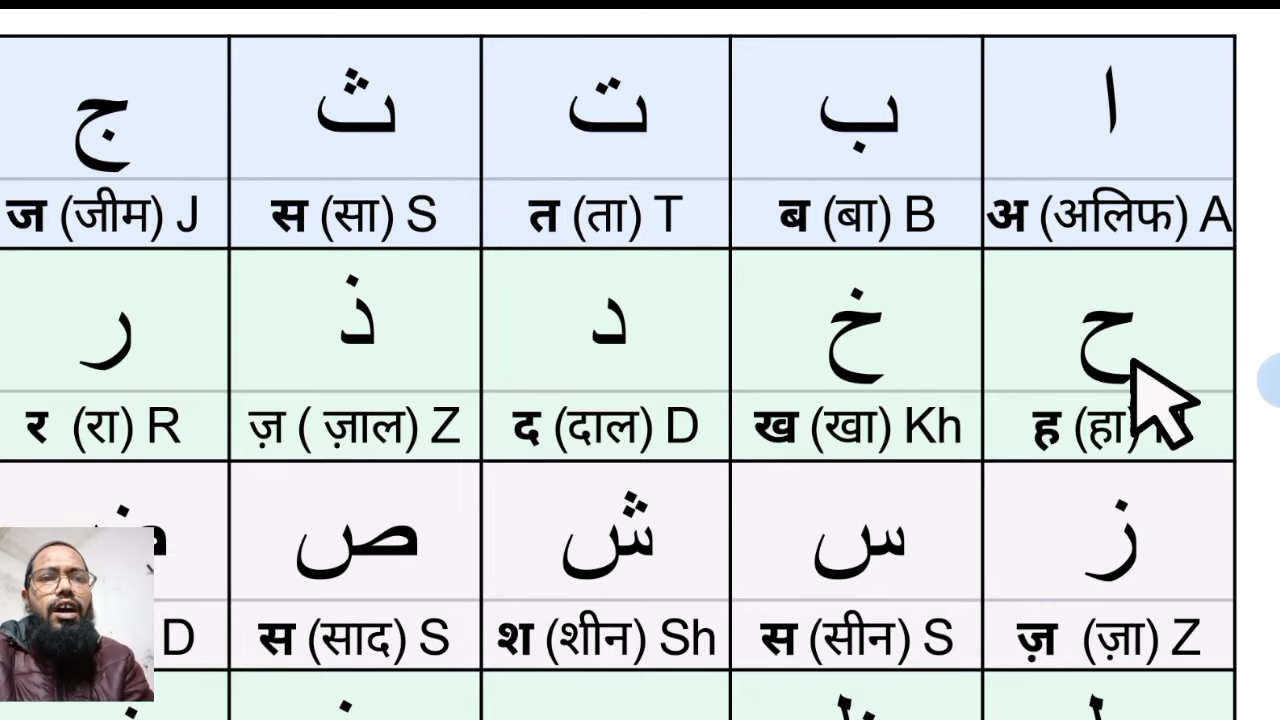 ا ب ت ث ج
अ (अलिफ) A ब (बा) B त (ता) T स (सा) S ज (जीम) J
ح خ د ذ ر
ह (हा) ख (खा) Kh द (दाल) D ज़ ( ज़ाल) Z र (रा) R
ز س ش ص
ज़ (ज़ा) Z स (सीन) S श (शीन) Sh स (साद) S D